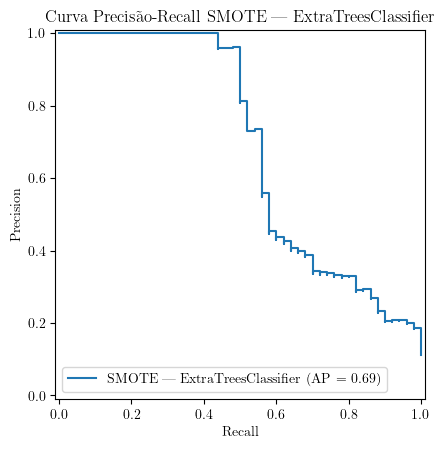 Curva Precisão-Recall SMOTE — ExtraTreesClassifier
1.0
0.8
0.6
0.4
0.2
0.0
Precision
SMOTE — ExtraTreesClassifier (AP = 0.69)
0.0 0.2 0.4 0.6 0.8 1.0
Recall